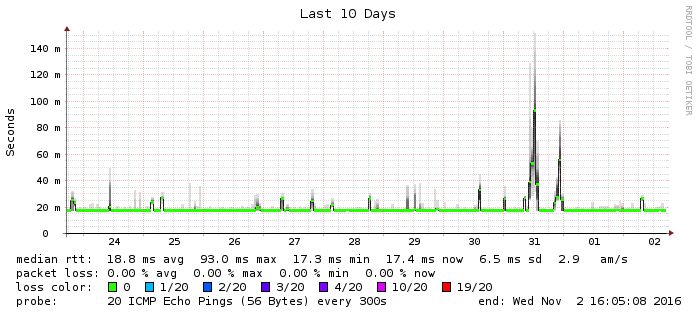 Last 10 Days
RRDTOOL / TOBI OETIKER
Seconds
140 m
120 m
100 m
80 m
60 m
40 m
20 m
0
24 25 26 27 28 29 30 31 01 02
median rtt: 18.8 ms avg 93.0 ms max 17.3 ms min 17.4 ms now 6.5 ms sd 2.9 am/s
packet loss: 0.00 % avg 0.00 % max 0.00 % min 0.00 % now
loss color: 0 1/20 2/20 3/20 4/20 10/20 19/20
probe: 20 ICMP Echo Pings (56 Bytes) every 300s end: Wed Nov 2 16:05:08 2016